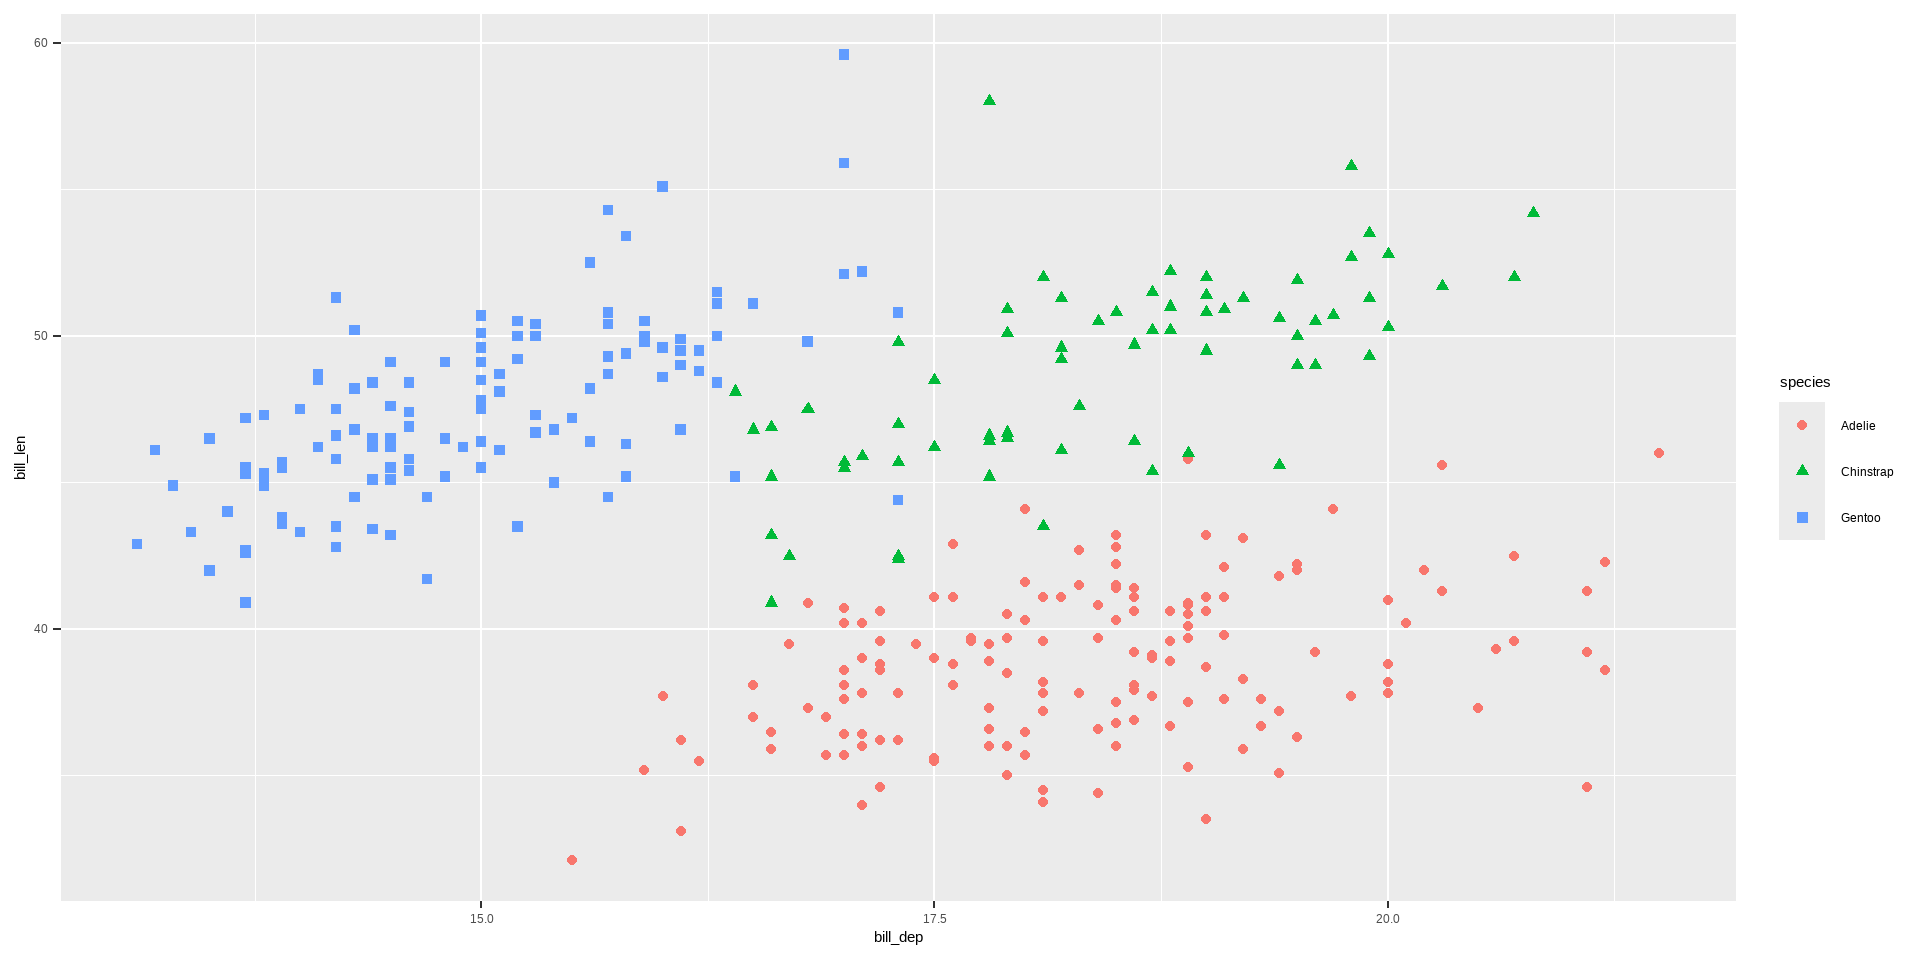 60
50
40
bill_len
15.0
17.5
20.0
bill_dep
species
Adelie
Chinstrap
Gentoo